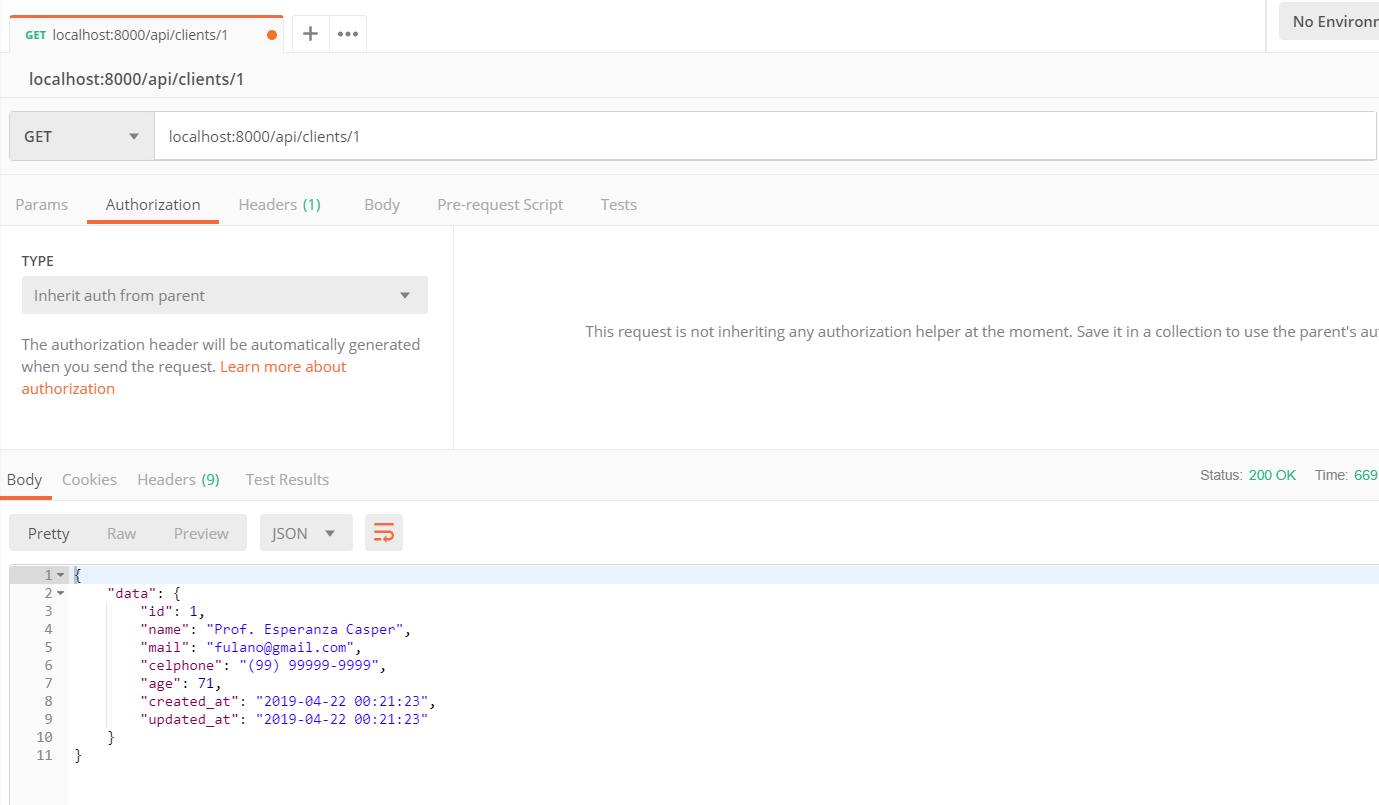 GET localhost:8000/api/clients/1
No Environm
localhost:8000/api/clients/1
GET localhost:8000/api/clients/1
Params Authorization Headers (1) Body Pre-request Script Tests
TYPE
Inherit auth from parent
The authorization header will be automatically generated
when you send the request. Learn more about
authorization
This request is not inheriting any authorization helper at the moment. Save it in a collection to use the parent's au
Body Cookies Headers (9) Test Results Status: 200 OK Time: 669
Pretty Raw Preview JSON
1 {
2 "data": {
3 "id": 1,
4 "name": "Prof. Esperanza Casper",
5 "mail": "fulano@gmail.com",
6 "celphone": "(99) 99999-9999",
7 "age": 71,
8 "created_at": "2019-04-22 00:21:23",
9 "updated_at": "2019-04-22 00:21:23"
10 }
11 }